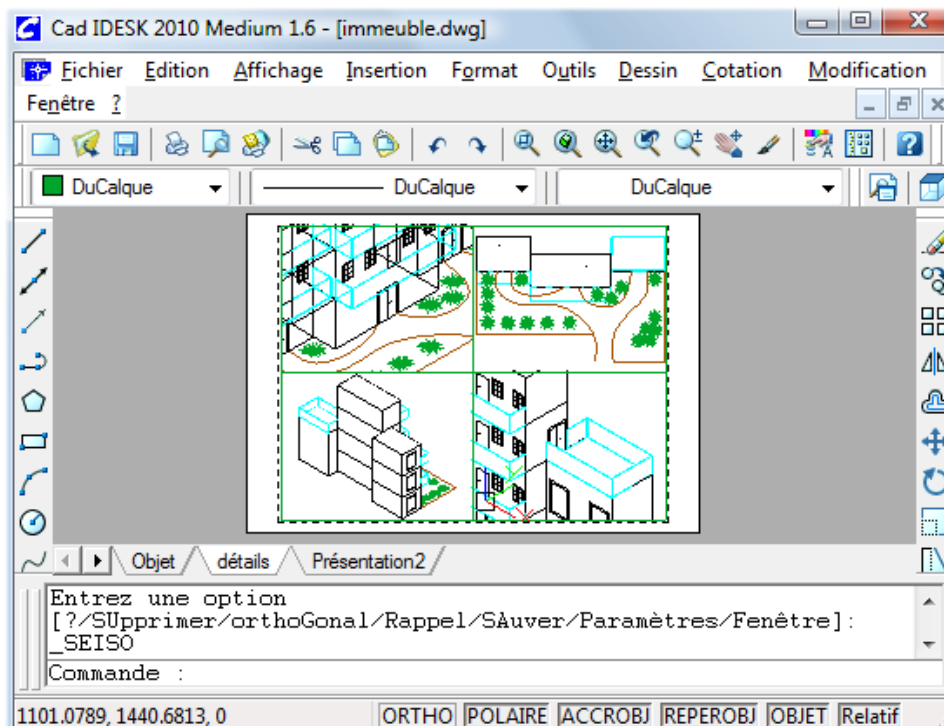 Cad IDESK 2010 Medium 1.6 - [immeuble.dwg]
Fichier Edition Affichage Insertion Format Outils Dessin Cotation Modification
Fenêtre ?
DuCalque DuCalque DuCalque
Objet détails Présentation2
Entrez une option
[?/SUpprimer/orthoGonal/Rappel/SAuver/Paramètres/Fenêtre]:
_SEISO
Commande :
1101.0789, 1440.6813, 0 ORTHO POLAIRE ACCROBJ REPEROBJ OBJET Relatif